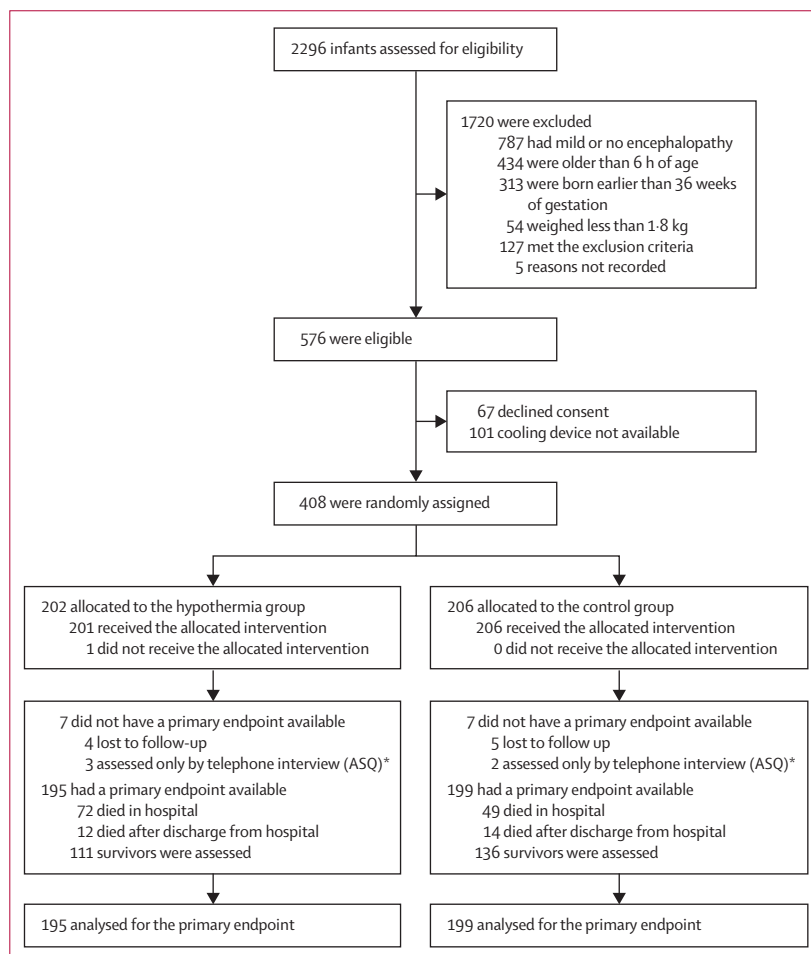 2296 infants assessed for eligibility
1720 were excluded
787 had mild or no encephalopathy
434 were older than 6 h of age
313 were born earlier than 36 weeks
of gestation
54 weighed less than 1·8 kg
127 met the exclusion criteria
5 reasons not recorded
576 were eligible
67 declined consent
101 cooling device not available
408 were randomly assigned
202 allocated to the hypothermia group
201 received the allocated intervention
1 did not receive the allocated intervention
206 allocated to the control group
206 received the allocated intervention
0 did not receive the allocated intervention
7 did not have a primary endpoint available
4 lost to follow-up
3 assessed only by telephone interview (ASQ)*
195 had a primary endpoint available
72 died in hospital
12 died after discharge from hospital
111 survivors were assessed
7 did not have a primary endpoint available
5 lost to follow up
2 assessed only by telephone interview (ASQ)*
199 had a primary endpoint available
49 died in hospital
14 died after discharge from hospital
136 survivors were assessed
195 analysed for the primary endpoint
199 analysed for the primary endpoint